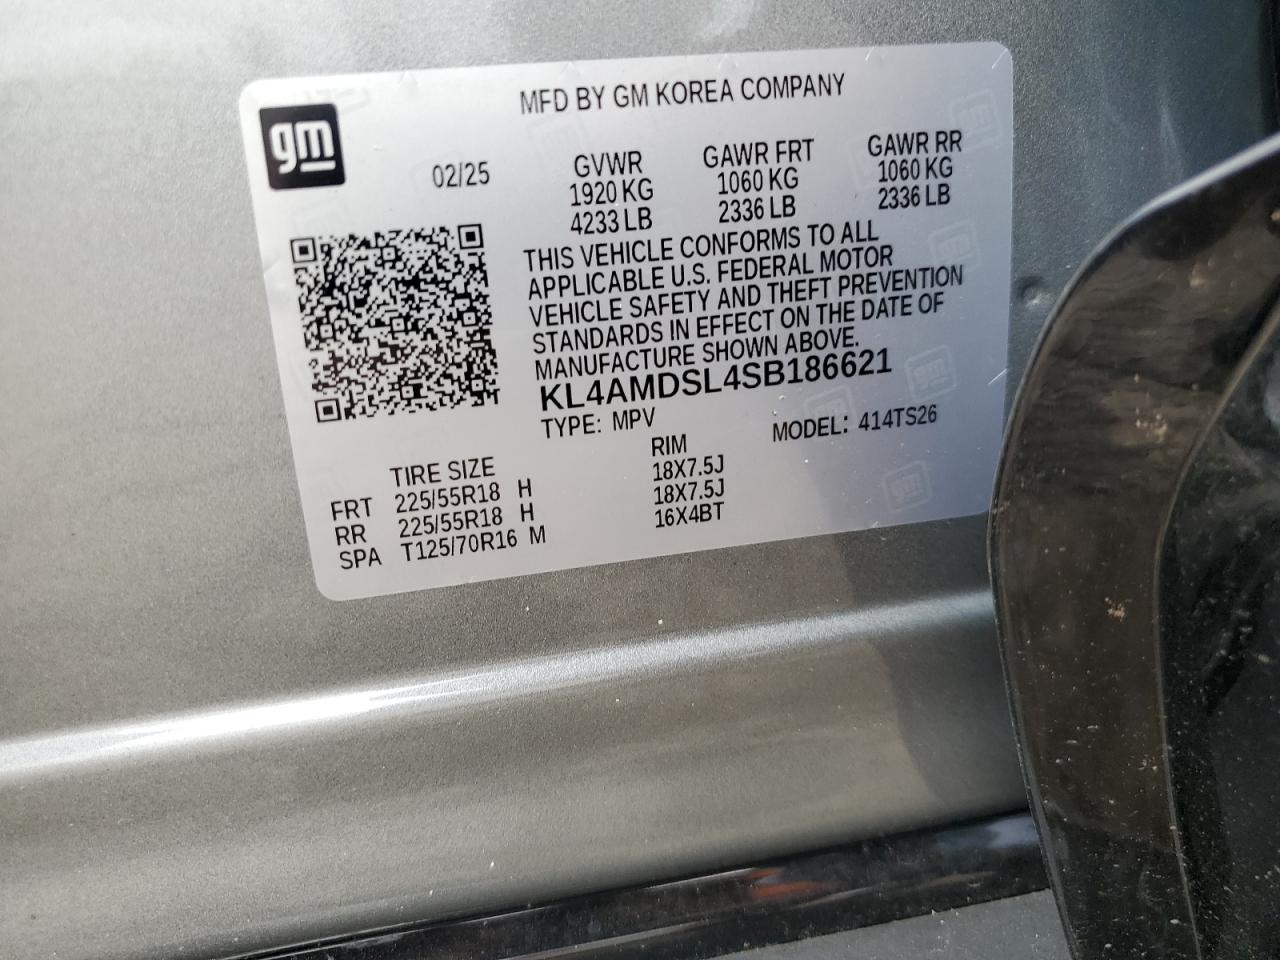 gm
MFD BY GM KOREA COMPANY
02/25
GVWR
1920 KG
4233 LB
GAWR FRT
1060 KG
2336 LB
GAWR RR
1060 KG
2336 LB
THIS VEHICLE CONFORMS TO ALL
APPLICABLE U.S. FEDERAL MOTOR
VEHICLE SAFETY AND THEFT PREVENTION
STANDARDS IN EFFECT ON THE DATE OF
MANUFACTURE SHOWN ABOVE.
KL4AMDSL4SB186621
TYPE: MPV
MODEL: 414TS26
TIRE SIZE RIM
FRT 225/55R18 H 18X7.5J
RR 225/55R18 H 18X7.5J
SPA T125/70R16 M 16X4BT